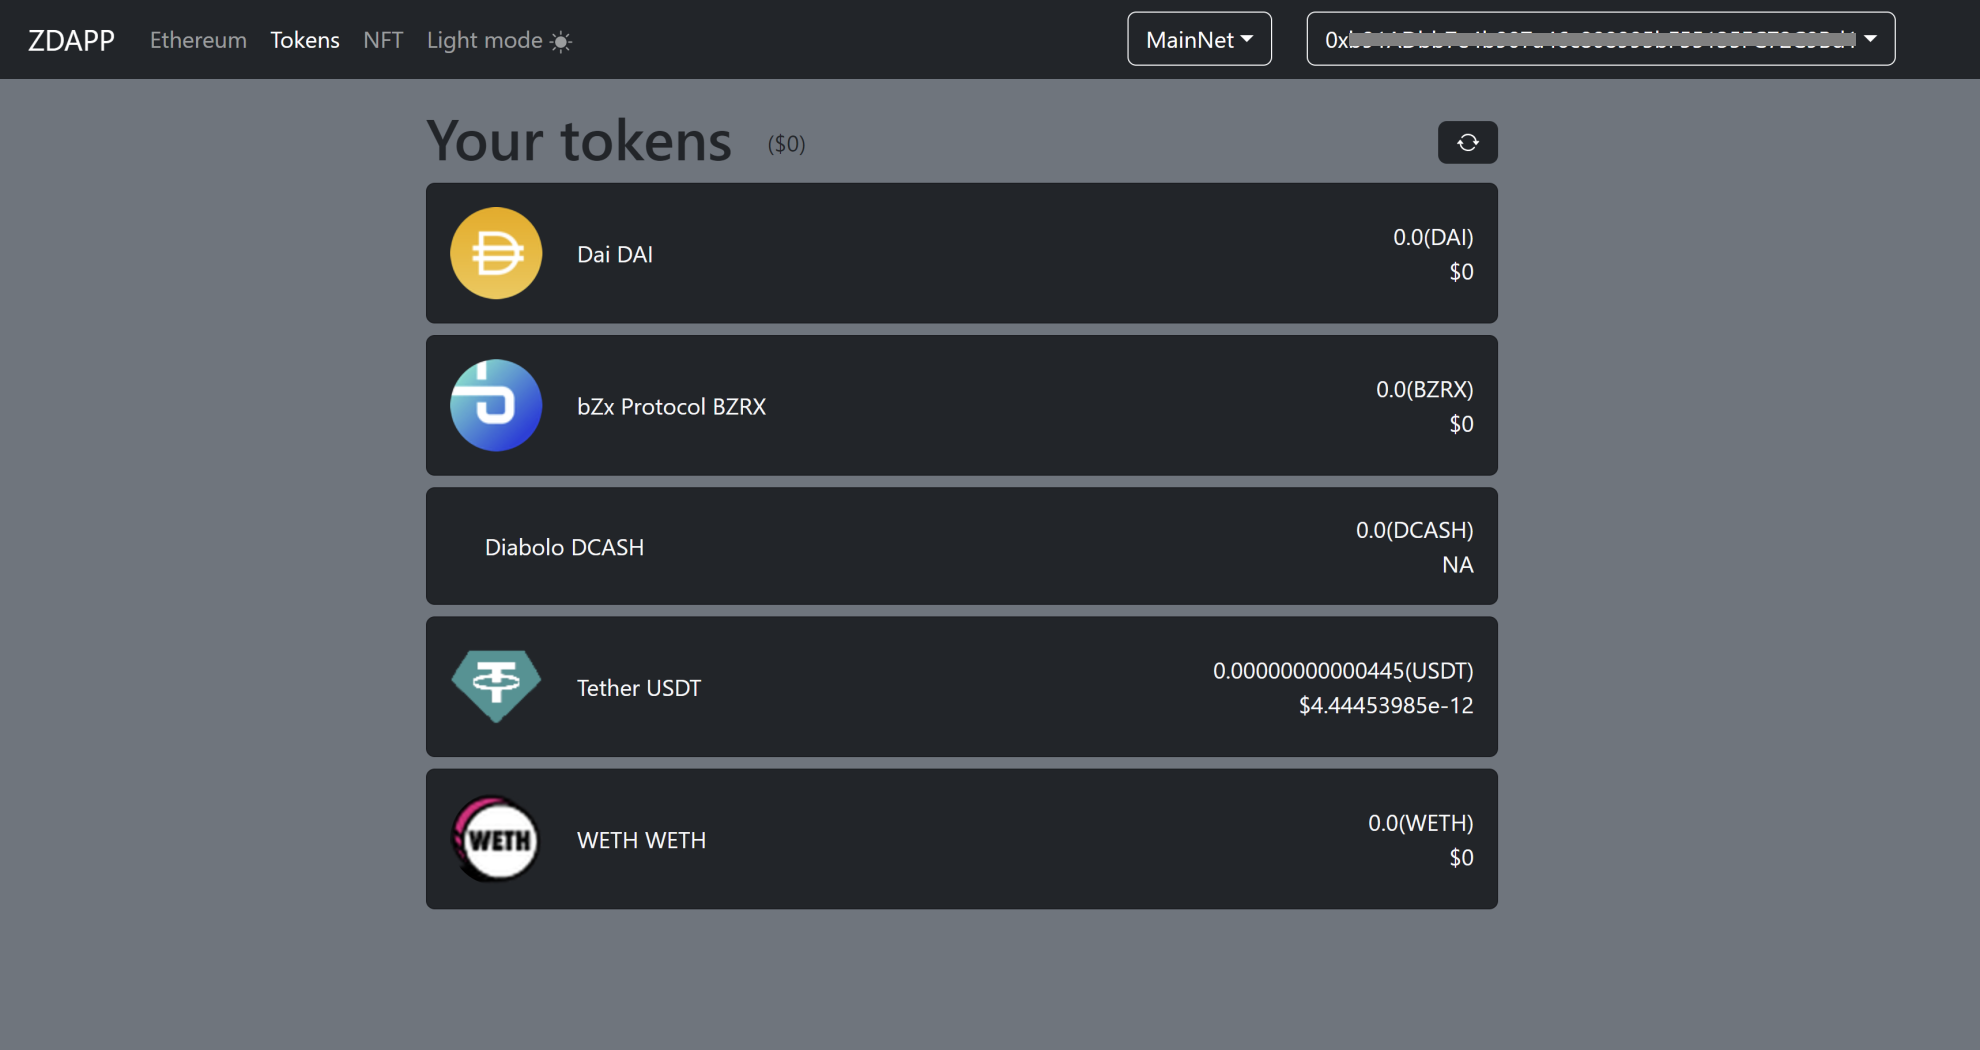 ZDAPP Ethereum Tokens NFT Light mode MainNet 0x
Your tokens ($0)
Dai DAI
0.0(DAI)
$0
bZx Protocol BZRX
0.0(BZRX)
$0
Diabolo DCASH
0.0(DCASH)
NA
Tether USDT
0.00000000000445(USDT)
$4.44453985e-12
WETH
WETH WETH
0.0(WETH)
$0